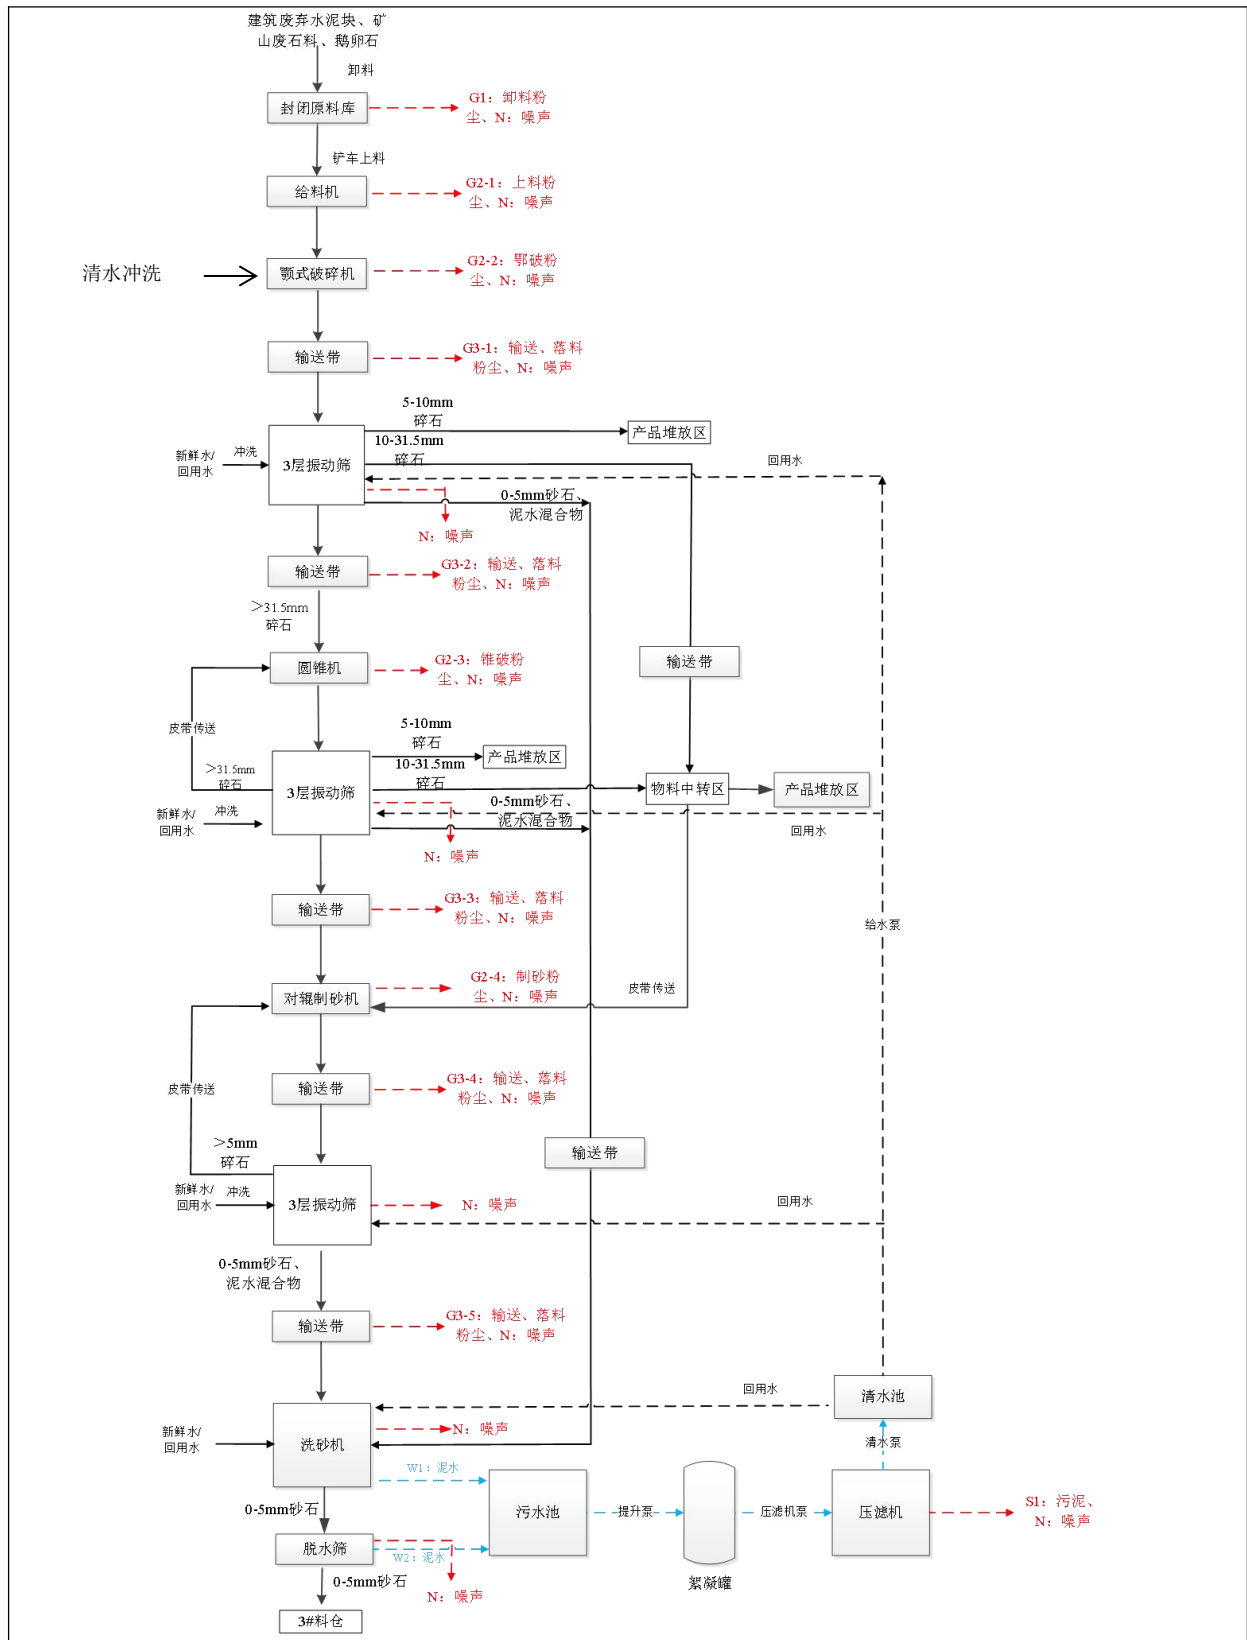 建筑废弃水泥块、矿
山废石料、鹅卵石
卸料
封闭原料库
G1：卸料粉
尘、N：噪声
铲车上料
给料机
G2-1：上料粉
尘、N：噪声
清水冲洗
颚式破碎机
G2-2：鄂破粉
尘、N：噪声
输送带
G3-1：输送、落料
粉尘、N：噪声
5-10mm
碎石
产品堆放区
10-31.5mm
碎石
新鲜水/
回用水
冲洗
3层振动筛
回用水
0-5mm砂石、
泥水混合物
N：噪声
输送带
G3-2：输送、落料
粉尘、N：噪声
＞31.5mm
碎石
圆锥机
G2-3：锥破粉
尘、N：噪声
输送带
皮带传送
5-10mm
碎石
产品堆放区
10-31.5mm
碎石
＞31.5mm
碎石
3层振动筛
物料中转区
产品堆放区
新鲜水/
回用水
冲洗
0-5mm砂石、
泥水混合物
回用水
N：噪声
输送带
G3-3：输送、落料
粉尘、N：噪声
给水泵
对辊制砂机
G2-4：制砂粉
尘、N：噪声
皮带传送
输送带
G3-4：输送、落料
粉尘、N：噪声
皮带传送
＞5mm
碎石
输送带
新鲜水/
回用水
冲洗
3层振动筛
N：噪声
回用水
0-5mm砂石、
泥水混合物
输送带
G3-5：输送、落料
粉尘、N：噪声
回用水
清水池
新鲜水/
回用水
洗砂机
N：噪声
清水泵
W1：泥水
0-5mm砂石
污水池
提升泵
压滤机泵
压滤机
S1：污泥、
N：噪声
脱水筛
W2：泥水
絮凝罐
0-5mm砂石
N：噪声
3#料仓